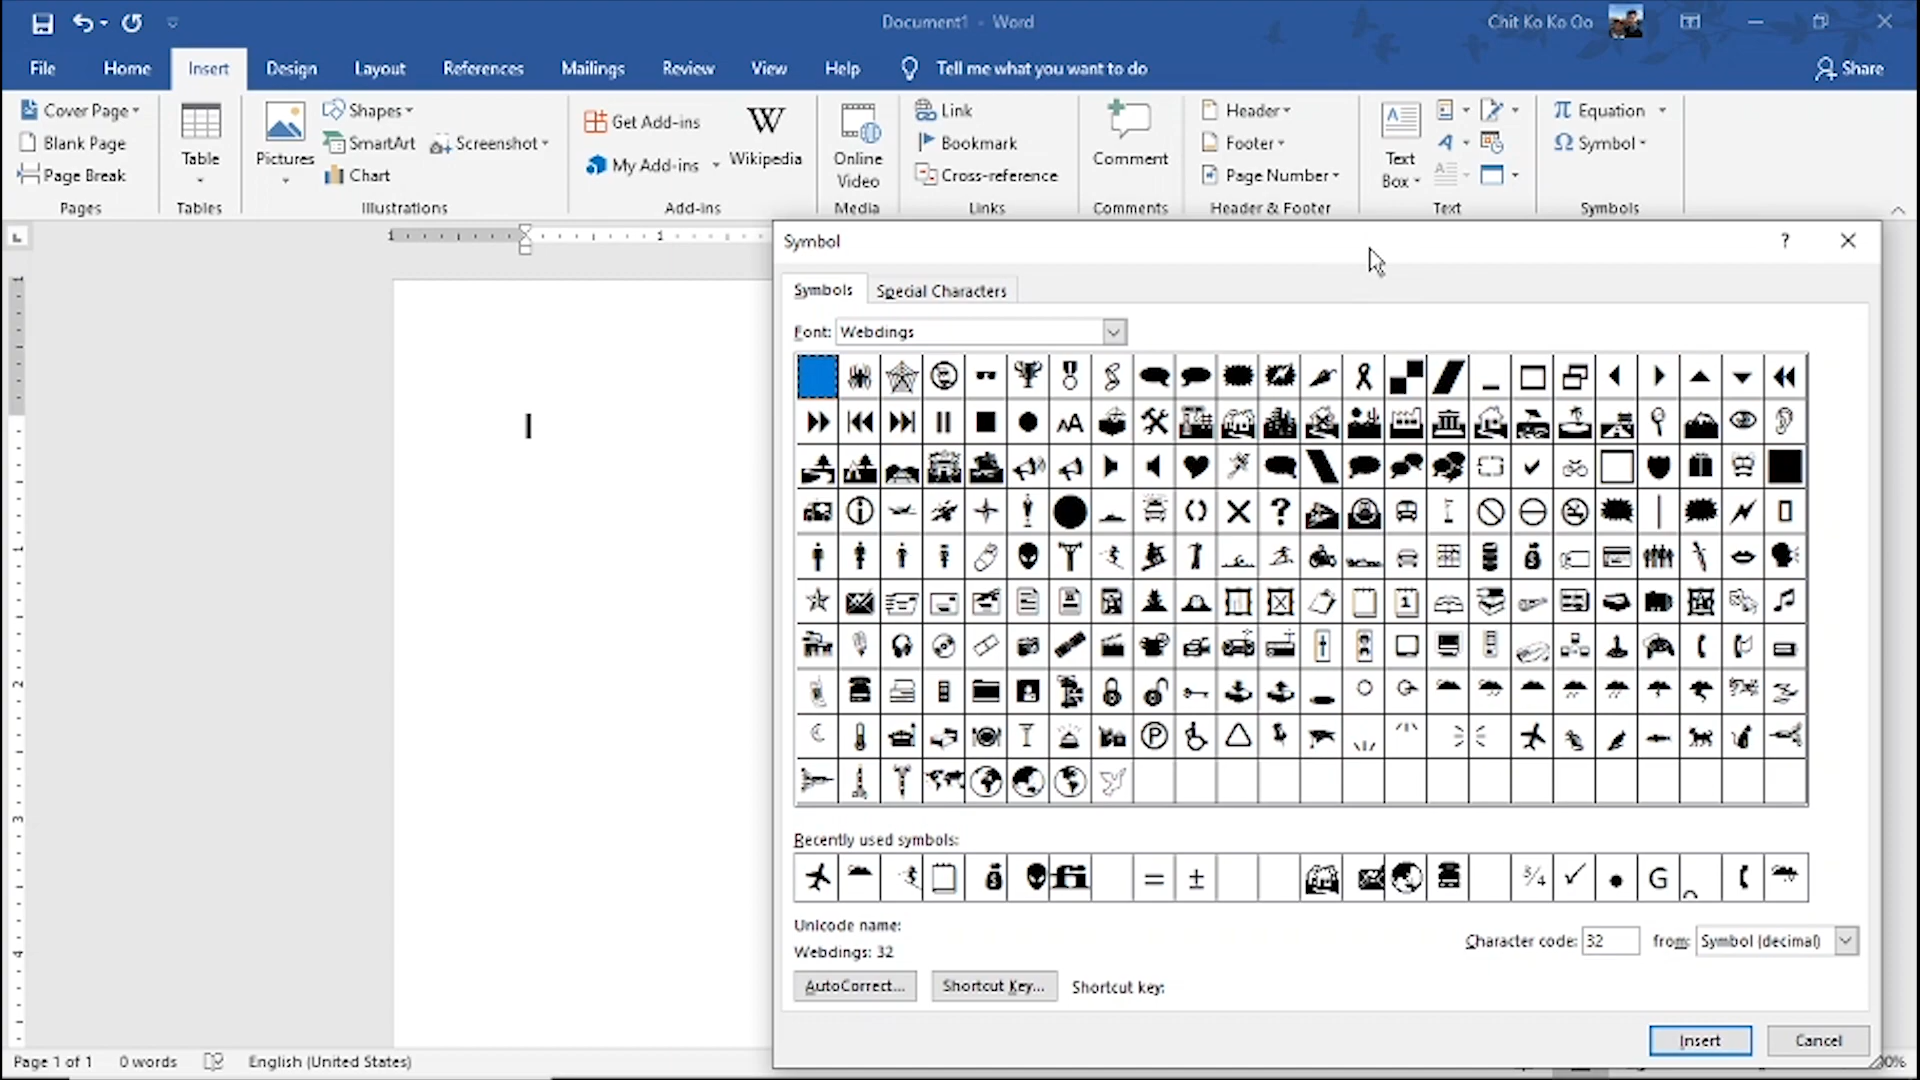 Document1 - Word
Chit Ko Ko Oo
File Home Insert Design Layout References Mailings Review View Help Tell me what you want to do Share
Cover Page
Blank Page
Page Break
Pages
Table
Tables
Pictures
Shapes
SmartArt
Chart
Screenshot
Illustrations
Get Add-ins
My Add-ins
Wikipedia
Add-ins
Online
Video
Media
Link
Bookmark
Cross-reference
Links
Comment
Comments
Header
Footer
Page Number
Header & Footer
Text
Box
Text
Equation
Symbol
Symbols
Symbol
Symbols Special Characters
Font: Webdings
Recently used symbols:
Unicode name:
Webdings: 32
Character code: 32 from: Symbol (decimal)
AutoCorrect... Shortcut Key... Shortcut key:
Insert Cancel
Page 1 of 1 0 words English (United States)